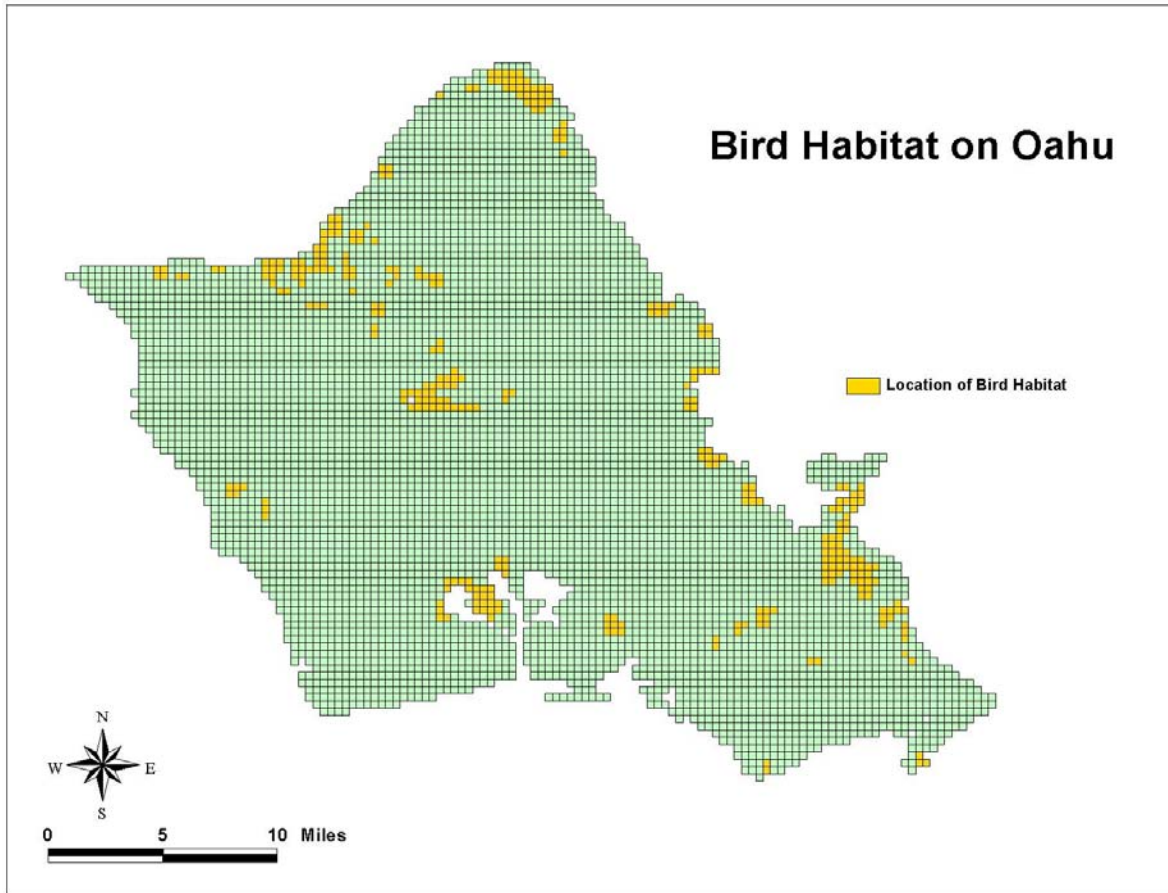 Bird Habitat on Oahu
Location of Bird Habitat
N
W E
S
0 5 10 Miles